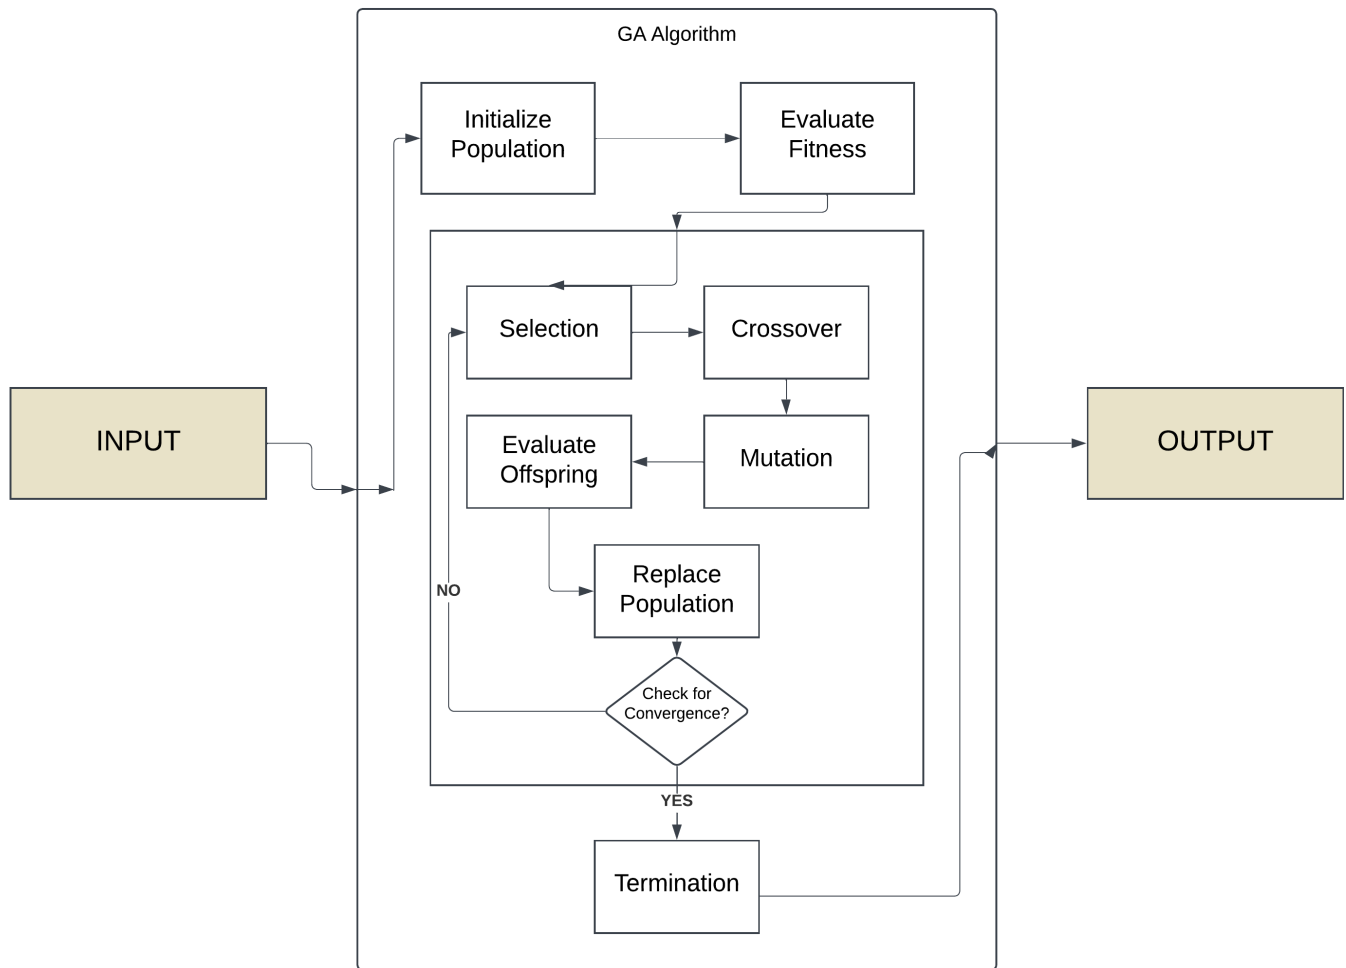 GA Algorithm
Initialize
Population
Evaluate
Fitness
Selection
Crossover
INPUT
Evaluate
Offspring
Mutation
OUTPUT
NO
Replace
Population
Check for
Convergence?
YES
Termination